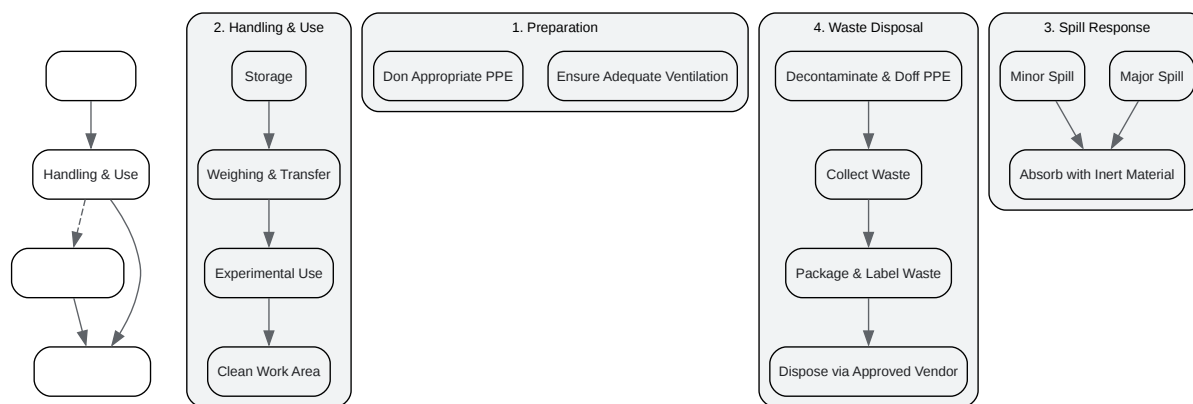 Handling & Use
2. Handling & Use
Storage
Weighing & Transfer
Experimental Use
Clean Work Area
1. Preparation
Don Appropriate PPE
Ensure Adequate Ventilation
4. Waste Disposal
Decontaminate & Doff PPE
Collect Waste
Package & Label Waste
Dispose via Approved Vendor
3. Spill Response
Minor Spill
Major Spill
Absorb with Inert Material